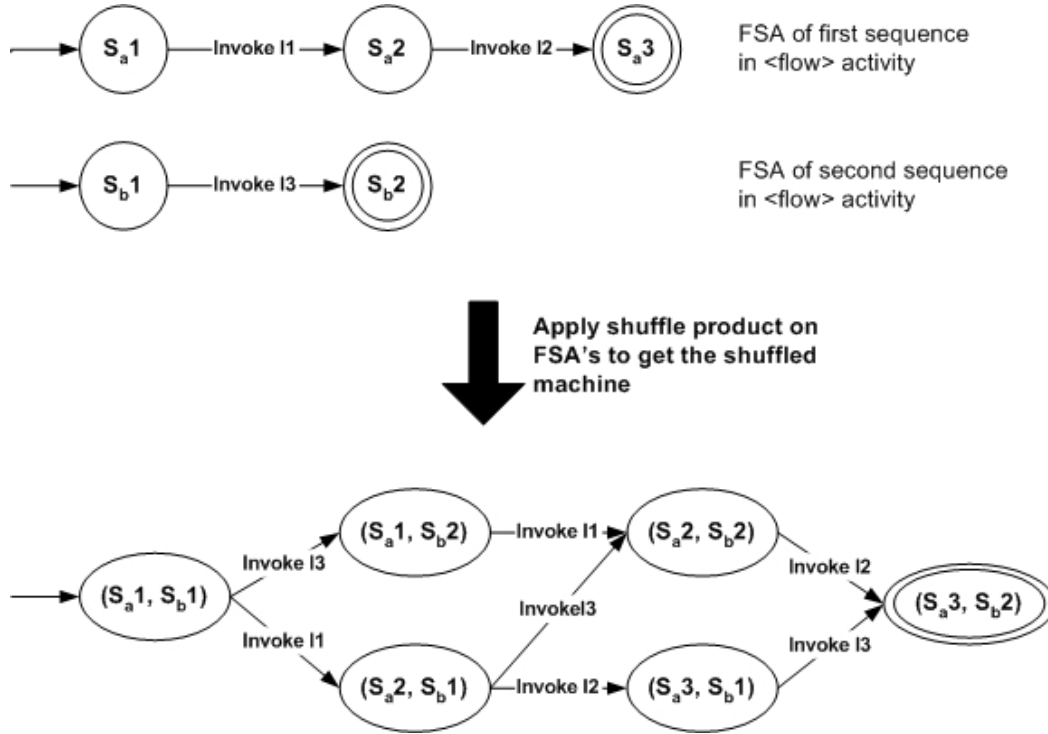 Sa1
Invoke I1
Sa2
Invoke I2
Sa3
FSA of first sequence
in <flow> activity
Sb1
Invoke I3
Sb2
FSA of second sequence
in <flow> activity
Apply shuffle product on
FSA's to get the shuffled
machine
(Sa1, Sb2)
Invoke I1
(Sa2, Sb2)
Invoke I3
Invoke I2
(Sa1, Sb1)
InvokeI3
(Sa3, Sb2)
Invoke I1
Invoke I3
(Sa2, Sb1)
Invoke I2
(Sa3, Sb1)